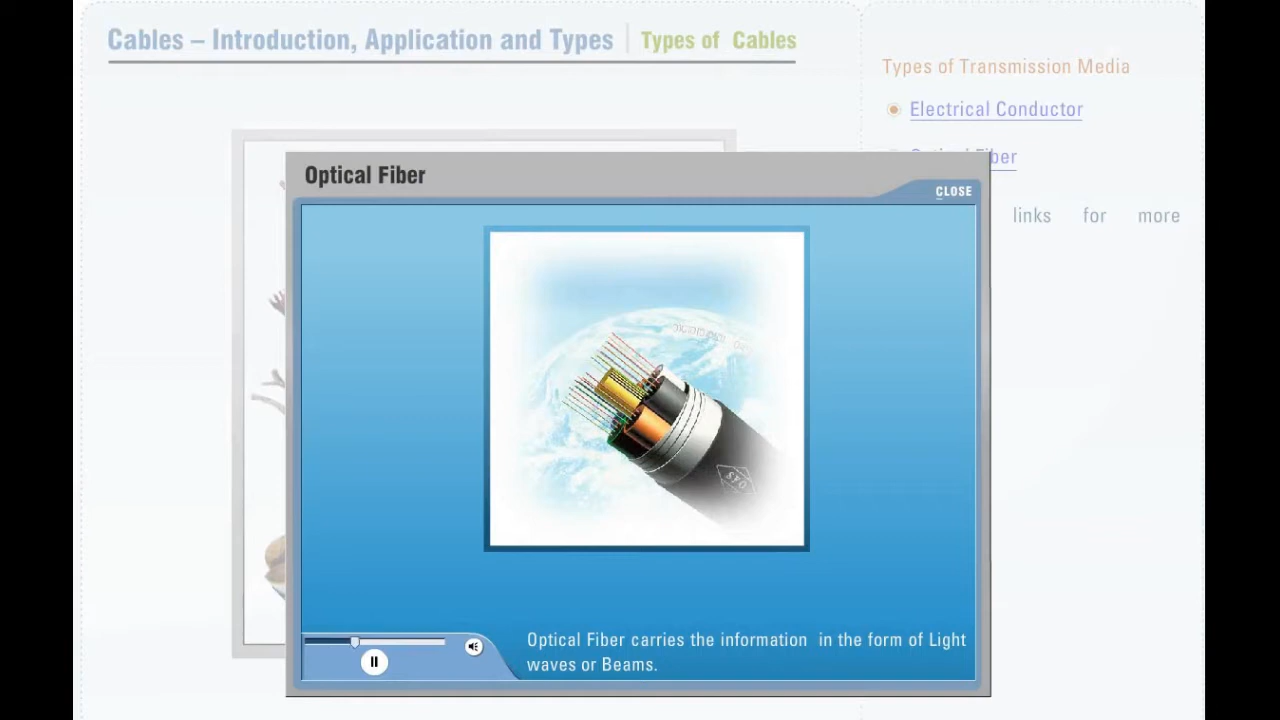 Cables – Introduction, Application and Types | Types of Cables
Types of Transmission Media
Electrical Conductor
Fiber
links for more
Optical Fiber
CLOSE
Optical Fiber carries the information in the form of Light
waves or Beams.